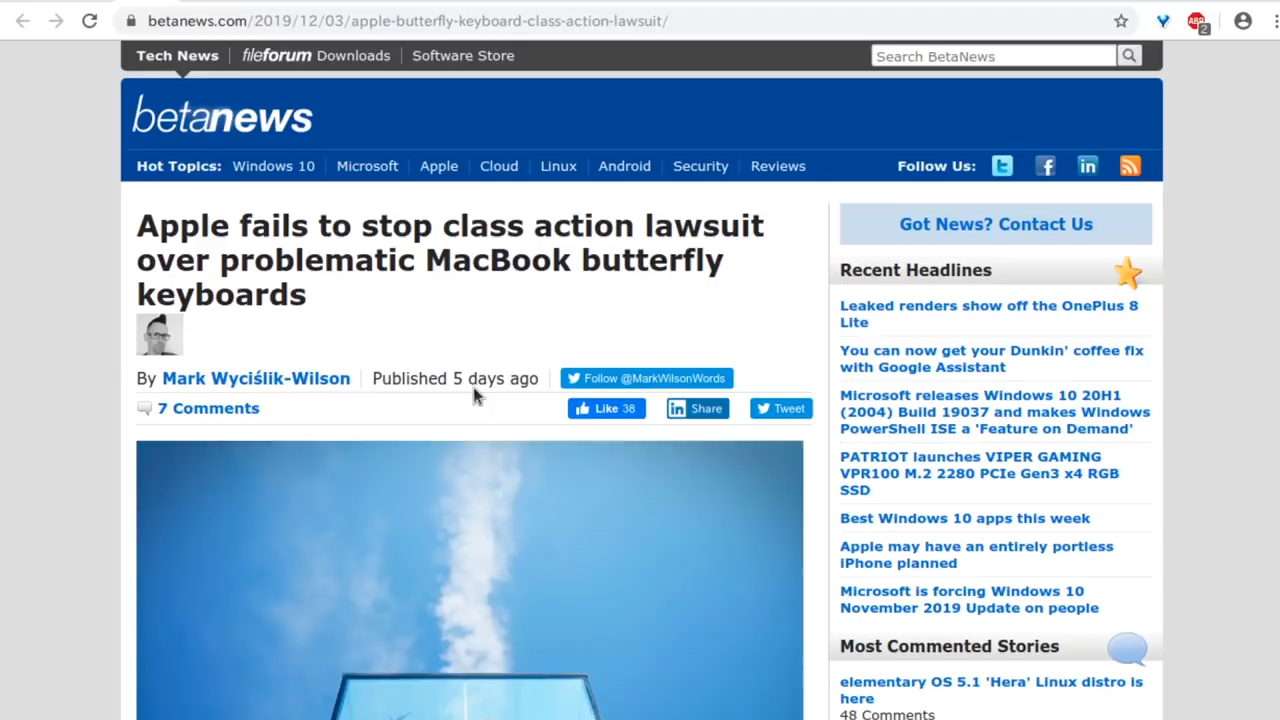 betanews.com/2019/12/03/apple-butterfly-keyboard-class-action-lawsuit/
ABP
2
Tech News
fileforum Downloads
Software Store
Search BetaNews
betanews
Hot Topics: Windows 10 Microsoft Apple Cloud Linux Android Security Reviews
Follow Us:
Apple fails to stop class action lawsuit
over problematic MacBook butterfly
keyboards
By Mark Wyciślik-Wilson
Published 5 days ago
Follow @MarkWilsonWords
7 Comments
Like 38
in Share
Tweet
Got News? Contact Us
Recent Headlines
Leaked renders show off the OnePlus 8
Lite
You can now get your Dunkin' coffee fix
with Google Assistant
Microsoft releases Windows 10 20H1
(2004) Build 19037 and makes Windows
PowerShell ISE a 'Feature on Demand'
PATRIOT launches VIPER GAMING
VPR100 M.2 2280 PCIe Gen3 x4 RGB
SSD
Best Windows 10 apps this week
Apple may have an entirely portless
iPhone planned
Microsoft is forcing Windows 10
November 2019 Update on people
Most Commented Stories
elementary OS 5.1 'Hera' Linux distro is
here
48 Comments